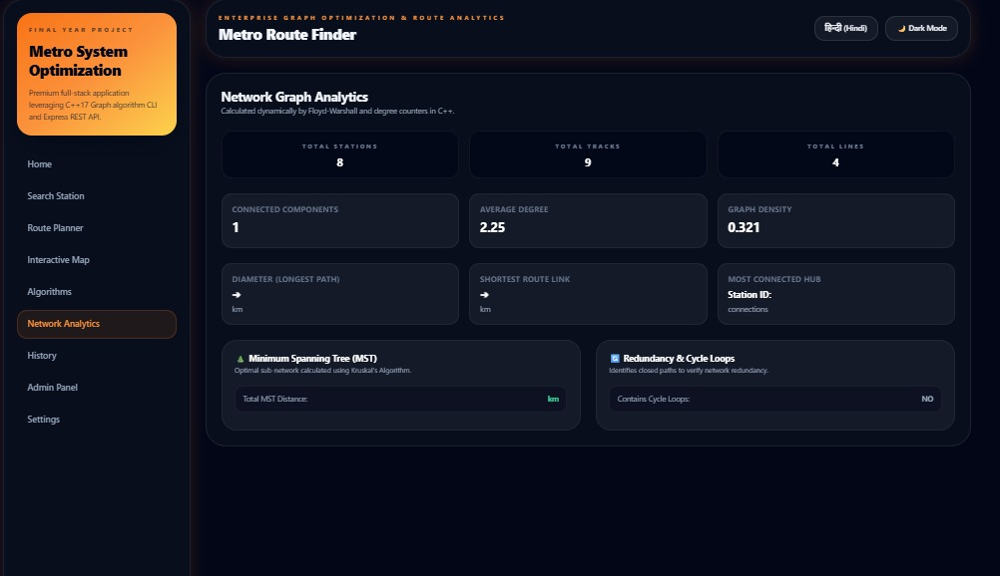 FINAL YEAR PROJECT
Metro System
Optimization
Premium full-stack application
leveraging C++17 Graph algorithm CLI
and Express REST API.
Home
Search Station
Route Planner
Interactive Map
Algorithms
Network Analytics
History
Admin Panel
Settings
ENTERPRISE GRAPH OPTIMIZATION & ROUTE ANALYTICS
Metro Route Finder
हिन्दी (Hindi)
🌙 Dark Mode
Network Graph Analytics
Calculated dynamically by Floyd-Warshall and degree counters in C++.
TOTAL STATIONS
8
TOTAL TRACKS
9
TOTAL LINES
4
CONNECTED COMPONENTS
1
AVERAGE DEGREE
2.25
GRAPH DENSITY
0.321
DIAMETER (LONGEST PATH)
➔
km
SHORTEST ROUTE LINK
➔
km
MOST CONNECTED HUB
Station ID:
connections
🌲 Minimum Spanning Tree (MST)
Optimal sub-network calculated using Kruskal's Algorithm.
Total MST Distance: km
Redundancy & Cycle Loops
Identifies closed paths to verify network redundancy.
Contains Cycle Loops: NO